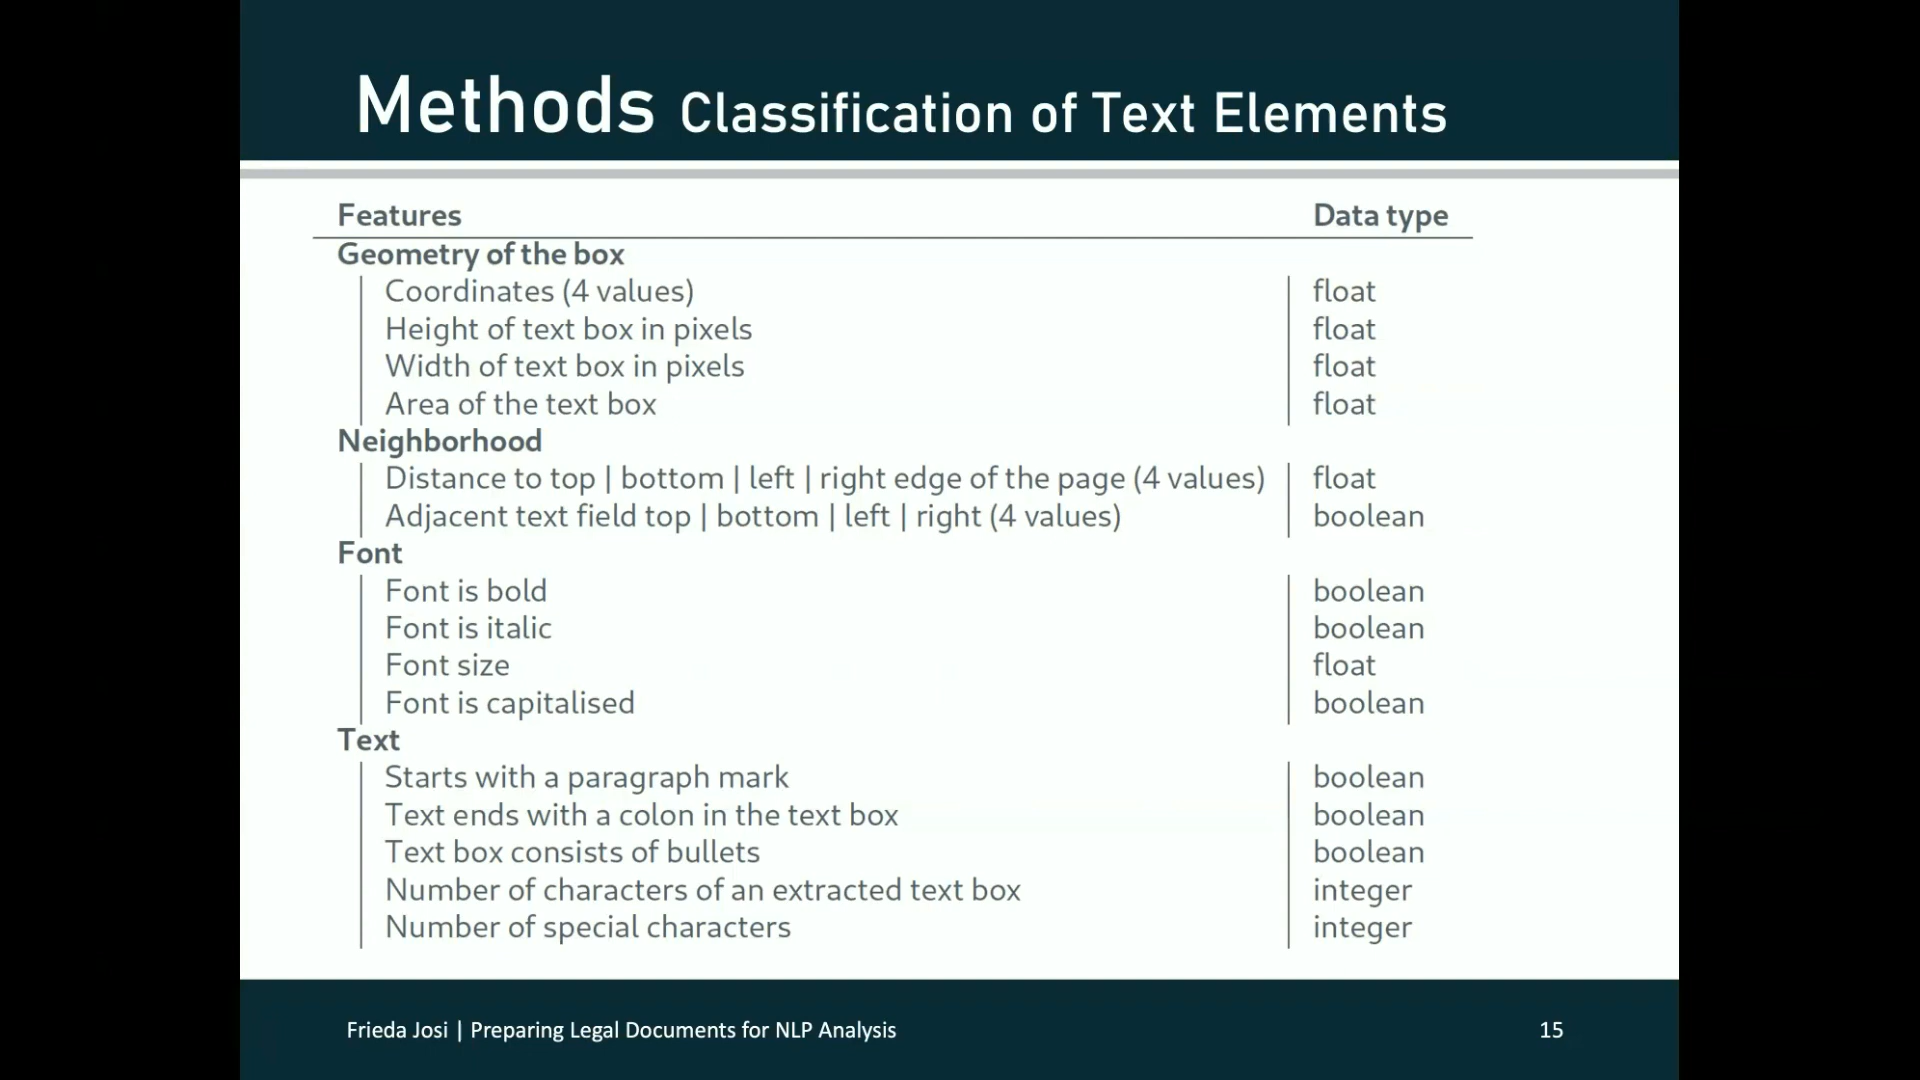 Methods Classification of Text Elements
Features Data type
Geometry of the box
Coordinates (4 values) float
Height of text box in pixels float
Width of text box in pixels float
Area of the text box float
Neighborhood
Distance to top | bottom | left | right edge of the page (4 values) float
Adjacent text field top | bottom | left | right (4 values) boolean
Font
Font is bold boolean
Font is italic boolean
Font size float
Font is capitalised boolean
Text
Starts with a paragraph mark boolean
Text ends with a colon in the text box boolean
Text box consists of bullets boolean
Number of characters of an extracted text box integer
Number of special characters integer
Frieda Josi | Preparing Legal Documents for NLP Analysis 15